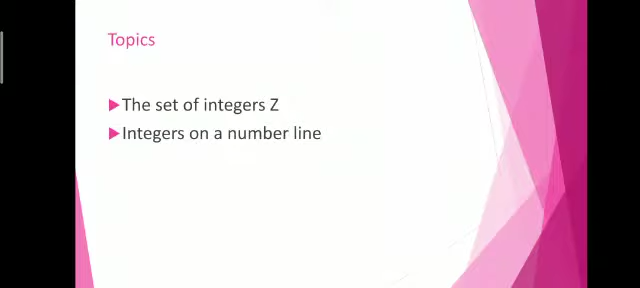 Topics
The set of integers Z
Integers on a number line